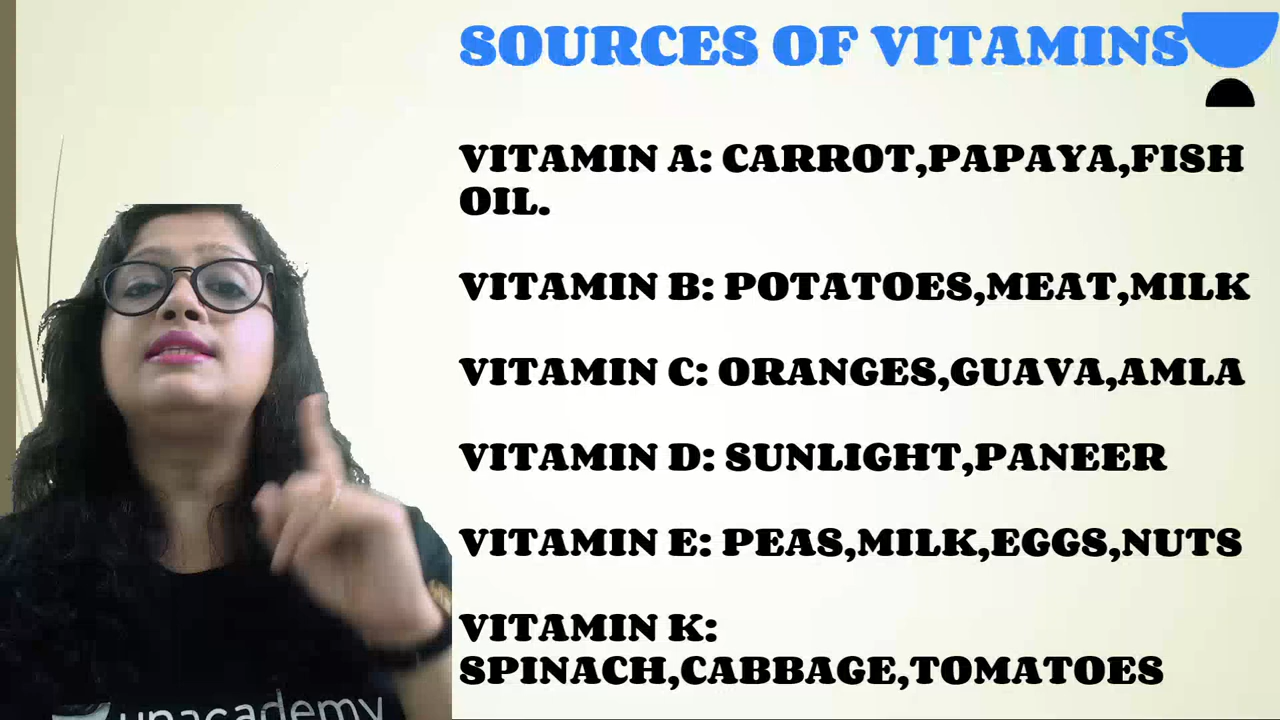 SOURCES OF VITAMINS
VITAMIN A: CARROT,PAPAYA,FISH
OIL.
VITAMIN B: POTATOES,MEAT,MILK
VITAMIN C: ORANGES,GUAVA,AMLA
VITAMIN D: SUNLIGHT,PANEER
VITAMIN E: PEAS,MILK,EGGS,NUTS
VITAMIN K:
SPINACH,CABBAGE,TOMATOES
unacademy